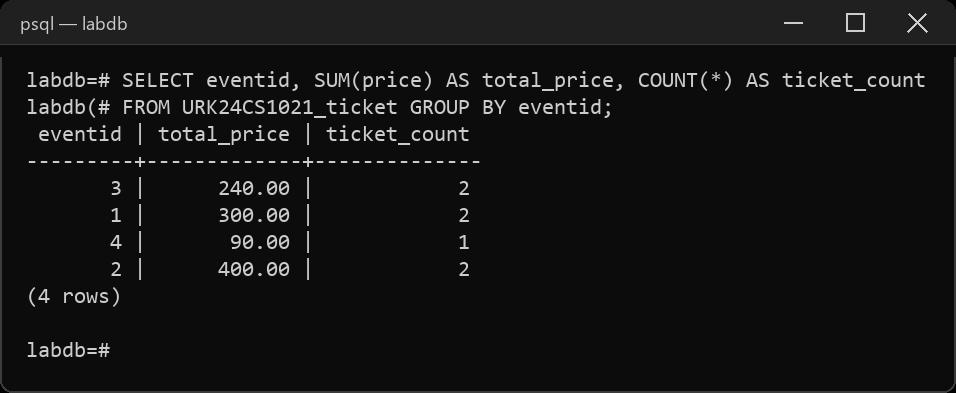 psql — labdb
labdb=# SELECT eventid, SUM(price) AS total_price, COUNT(*) AS ticket_count
labdb(# FROM URK24CS1021_ticket GROUP BY eventid;
 eventid | total_price | ticket_count
---------+-------------+--------------
       3 |      240.00 |            2
       1 |      300.00 |            2
       4 |       90.00 |            1
       2 |      400.00 |            2
(4 rows)
labdb=#